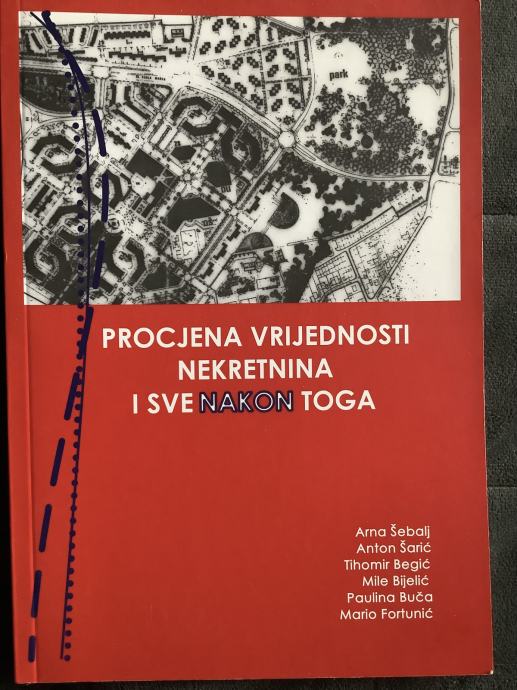 park
PROCJENA VRIJEDNOSTI
NEKRETNINA
I SVE NAKON TOGA
Arna Šebalj
Anton Šarić
Tihomir Begić
Mile Bijelić
Paulina Buča
Mario Fortunić